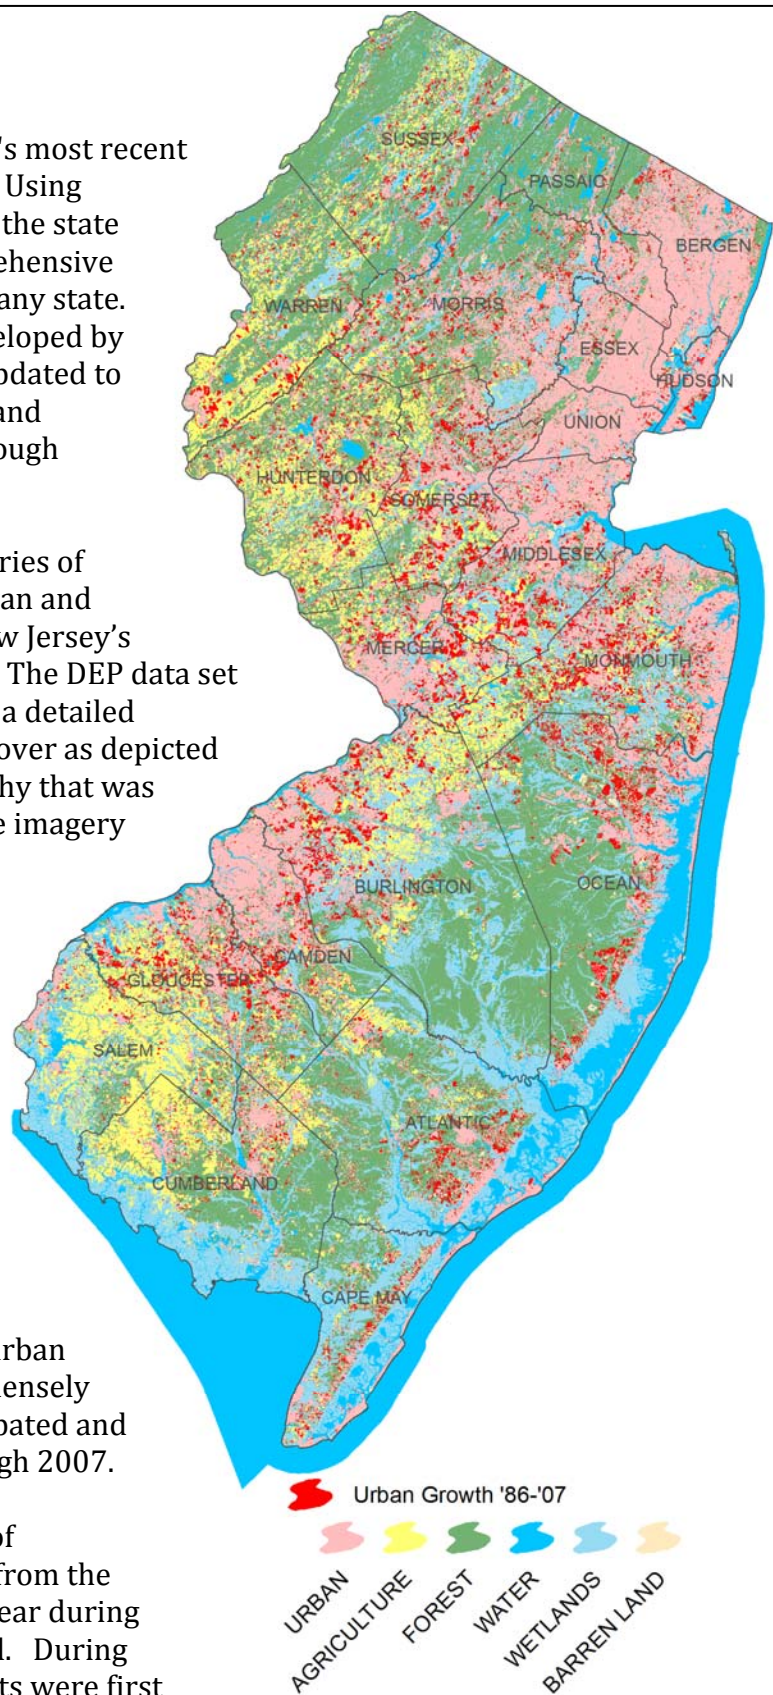 's most recent
Using
the state
ehensive
any state.
eloped by
pdated to
and
ough
ries of
an and
w Jersey's
The DEP data set
a detailed
over as depicted
hy that was
e imagery
urban
ensely
bated and
gh 2007.
of
from the
ear during
l. During
ts were first
SUSSEX
PASSAIC
BERGEN
WARREN
MORRIS
ESSEX
HUDSON
UNION
HUNTERDON
SOMERSET
MIDDLESEX
MERCER
MONMOUTH
BURLINGTON
OCEAN
CAMDEN
GLOUCESTER
SALEM
ATLANTIC
CUMBERLAND
CAPE MAY
Urban Growth '86-'07
URBAN
AGRICULTURE
FOREST
WATER
WETLANDS
BARREN LAND